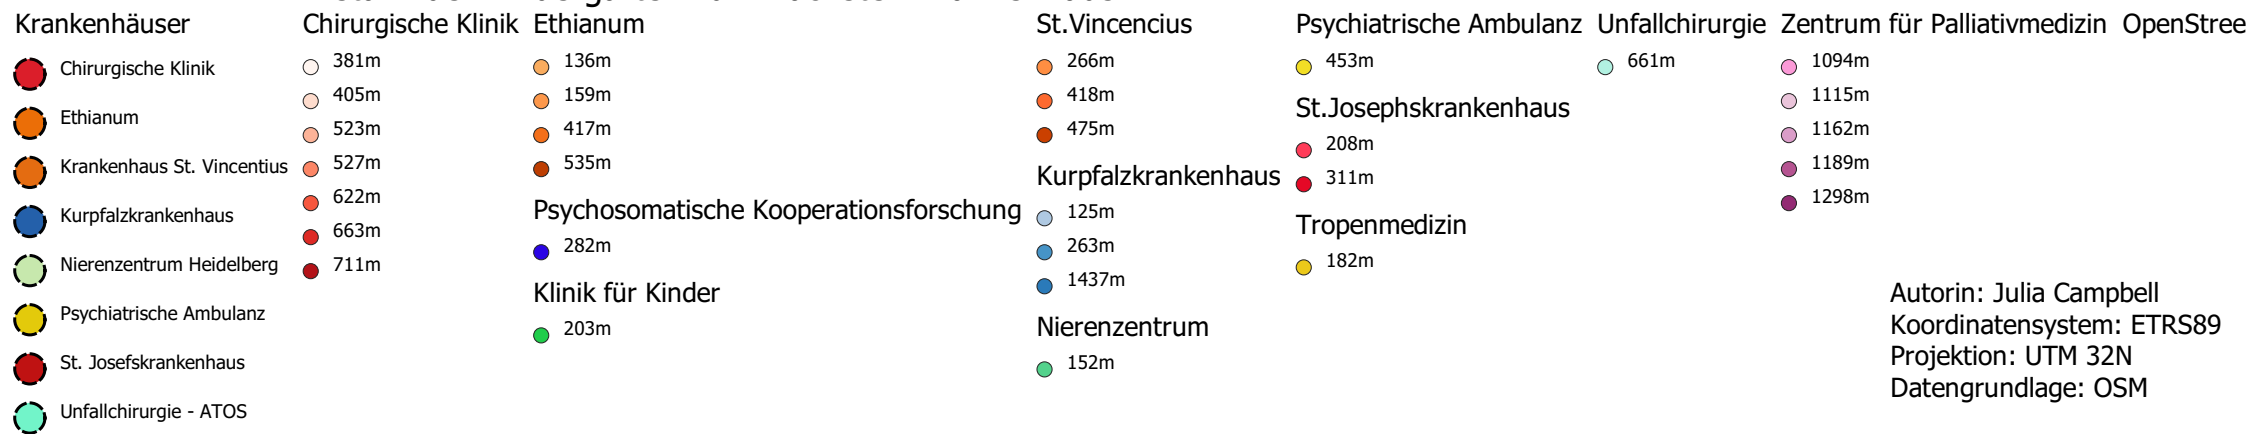 Krankenhäuser
Chirurgische Klinik
Ethianum
Krankenhaus St. Vincentius
Kurpfalzkrankenhaus
Nierenzentrum Heidelberg
Psychiatrische Ambulanz
St. Josefskrankenhaus
Unfallchirurgie - ATOS
Chirurgische Klinik
381m
405m
523m
527m
622m
663m
711m
Ethianum
136m
159m
417m
535m
Psychosomatische Kooperationsforschung
282m
Klinik für Kinder
203m
St.Vincencius
266m
418m
475m
Kurpfalzkrankenhaus
125m
263m
1437m
Nierenzentrum
152m
Psychiatrische Ambulanz
453m
St.Josephskrankenhaus
208m
311m
Tropenmedizin
182m
Unfallchirurgie
661m
Zentrum für Palliativmedizin
1094m
1115m
1162m
1189m
1298m
OpenStree
Autorin: Julia Campbell
Koordinatensystem: ETRS89
Projektion: UTM 32N
Datengrundlage: OSM